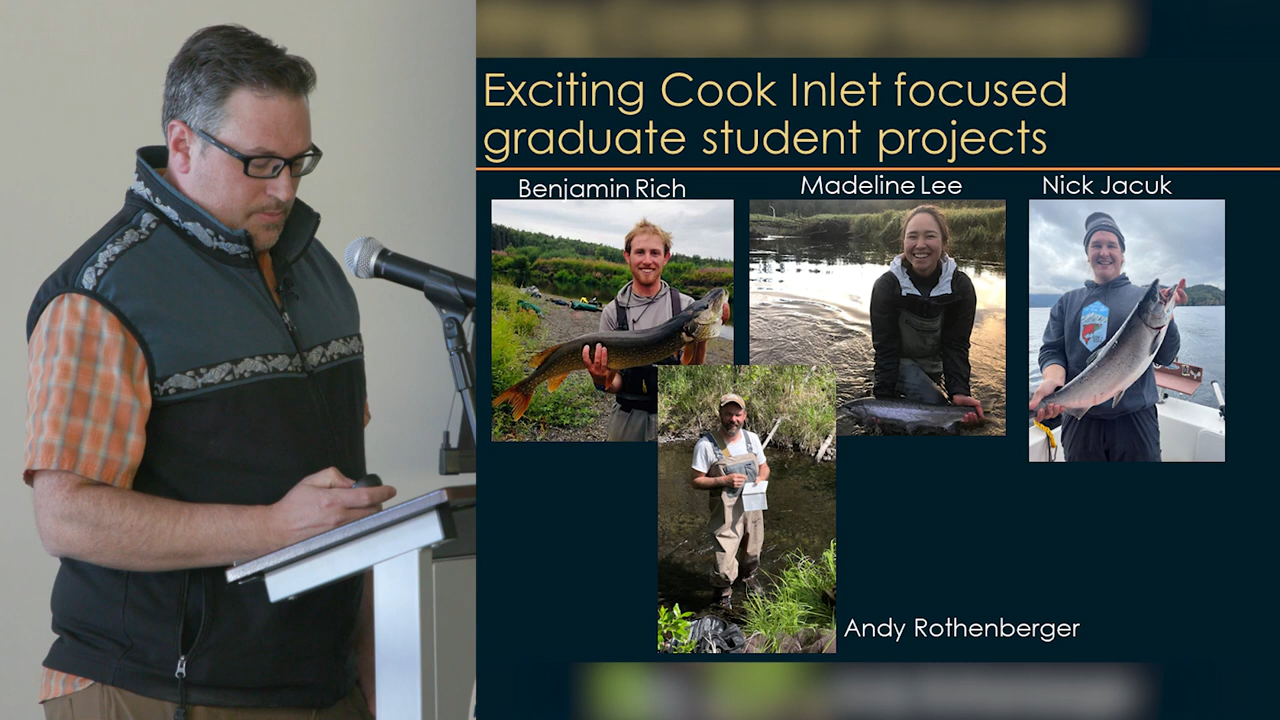 Exciting Cook Inlet focused
graduate student projects
Benjamin Rich
Madeline Lee
Nick Jacuk
Andy Rothenberger